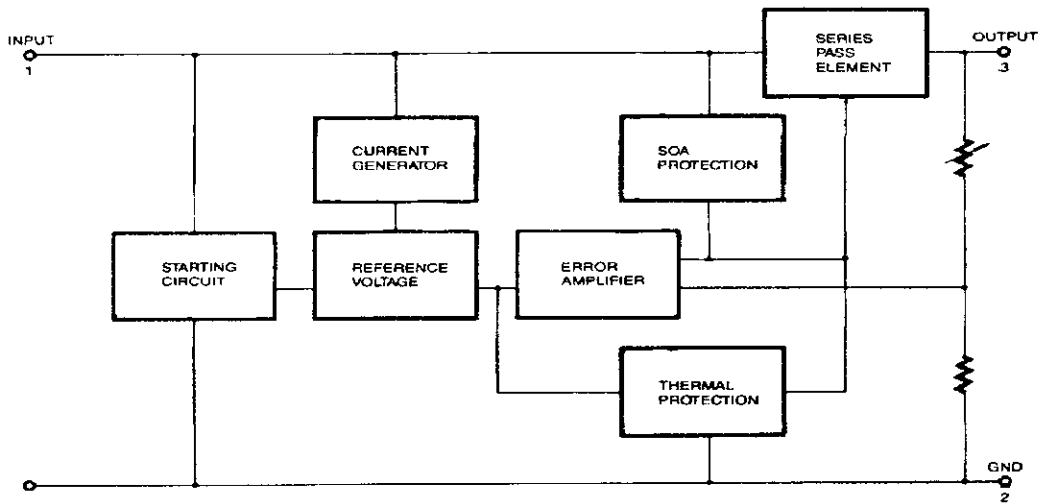 INPUT
1
SERIES
PASS
ELEMENT
OUTPUT
3
CURRENT
GENERATOR
SOA
PROTECTION
STARTING
CIRCUIT
REFERENCE
VOLTAGE
ERROR
AMPLIFIER
THERMAL
PROTECTION
GND
2